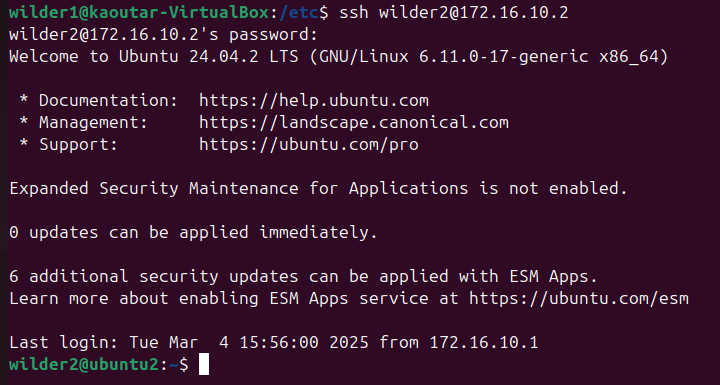 wilder1@kaoutar-VirtualBox:/etc$ ssh wilder2@172.16.10.2
wilder2@172.16.10.2's password:
Welcome to Ubuntu 24.04.2 LTS (GNU/Linux 6.11.0-17-generic x86_64)

 * Documentation:  https://help.ubuntu.com
 * Management:     https://landscape.canonical.com
 * Support:        https://ubuntu.com/pro

Expanded Security Maintenance for Applications is not enabled.

0 updates can be applied immediately.

6 additional security updates can be applied with ESM Apps.
Learn more about enabling ESM Apps service at https://ubuntu.com/esm

Last login: Tue Mar  4 15:56:00 2025 from 172.16.10.1
wilder2@ubuntu2:~$